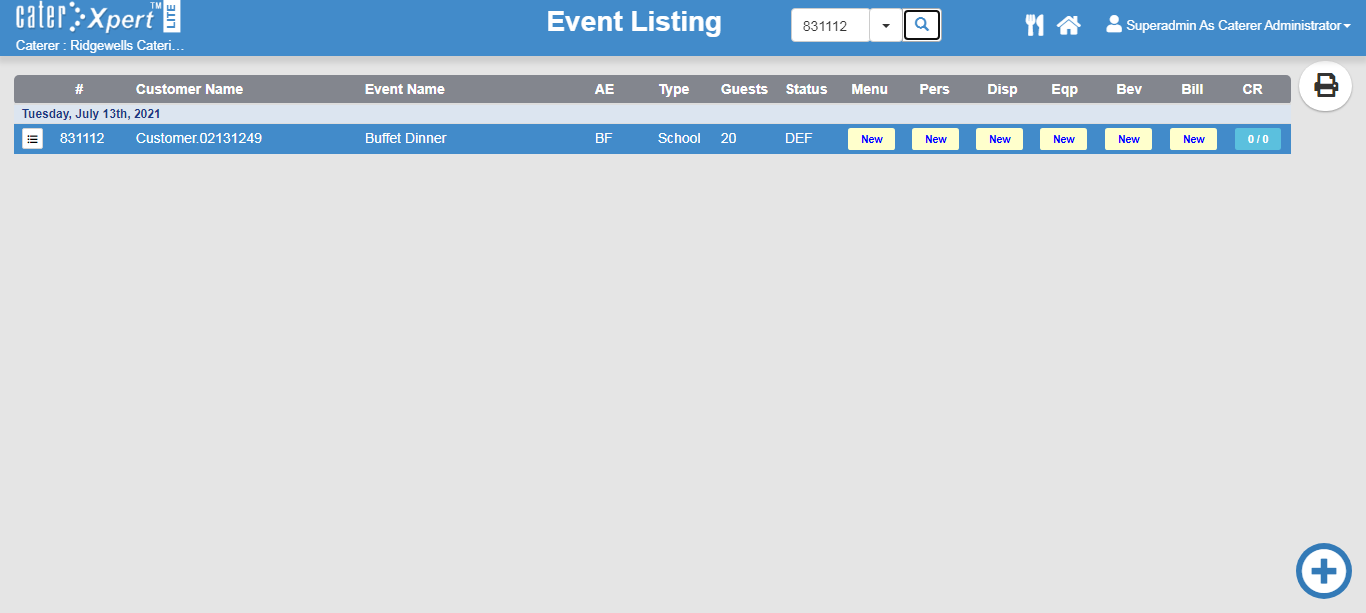 cater Xpert™ LITE
Caterer : Ridgewells Cateri...
Event Listing
831112
Superadmin As Caterer Administrator
# Customer Name Event Name AE Type Guests Status Menu Pers Disp Eqp Bev Bill CR
Tuesday, July 13th, 2021
831112 Customer.02131249 Buffet Dinner BF School 20 DEF New New New New New New 0 / 0